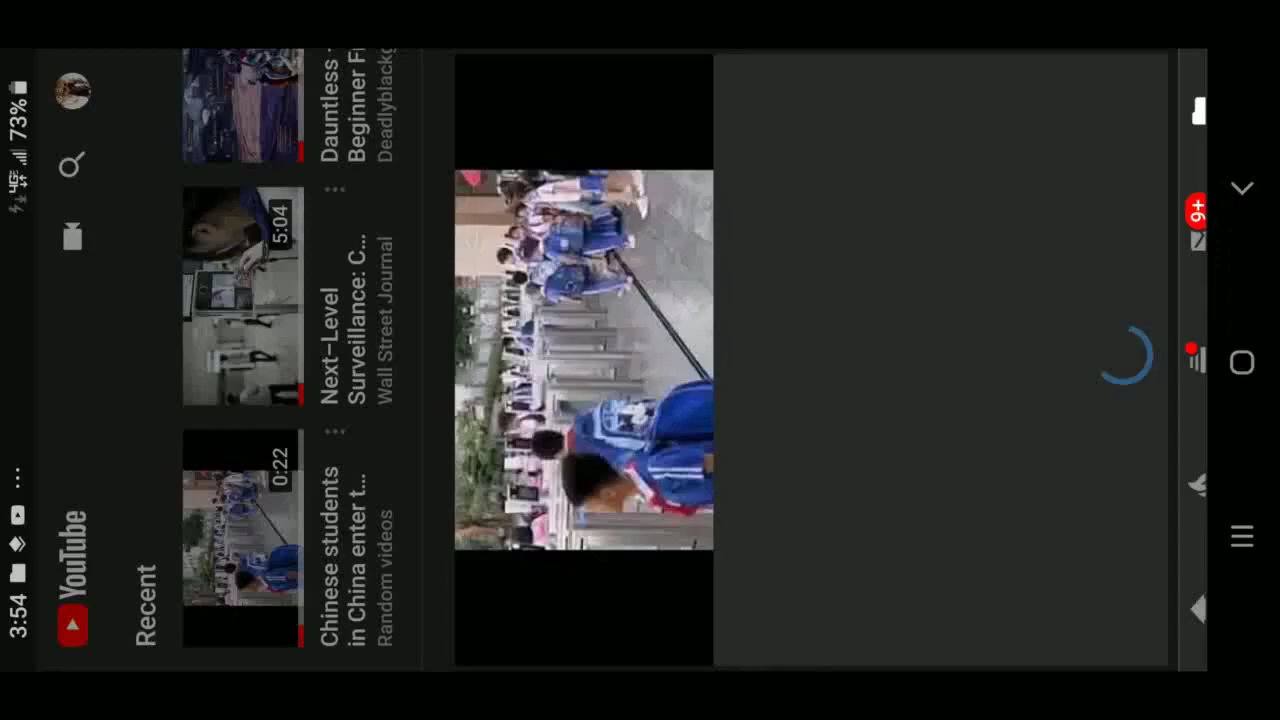 3:54 ... 4GE 73%
YouTube
Recent
0:22
Chinese students
in China enter t...
Random videos
5:04
Next-Level
Surveillance: C...
Wall Street Journal
Dauntless
Beginner
9+